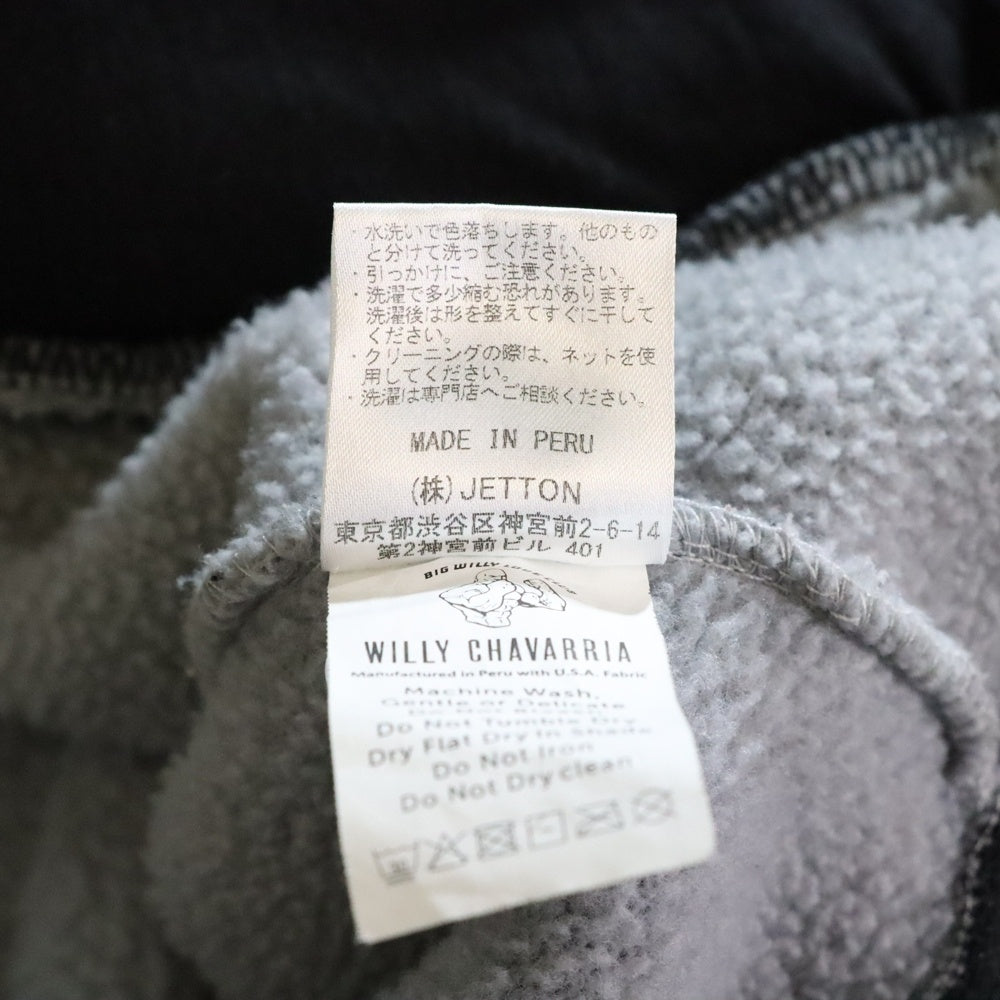 ・水洗いで色落ちします。他のもの
と分けて洗ってください。
・引っかけに、ご注意ください。
・洗濯で多少縮む恐れがあります。
洗濯後は形を整えてすぐに干して
ください。
・クリーニングの際は、ネットを使
用してください。
・洗濯は専門店へご相談ください。
MADE IN PERU
(株)JETTON
東京都渋谷区神宮前2-6-14
第2神宮前ビル 401
BIG WILLY
WILLY CHAVARRIA
Manufactured in Peru with U.S.A. Fabric
Machine Wash,
Gentle or Delicate
Do Not Tumble Dry
Dry Flat Dry in Shade
Do Not Iron
Do Not Dry clean